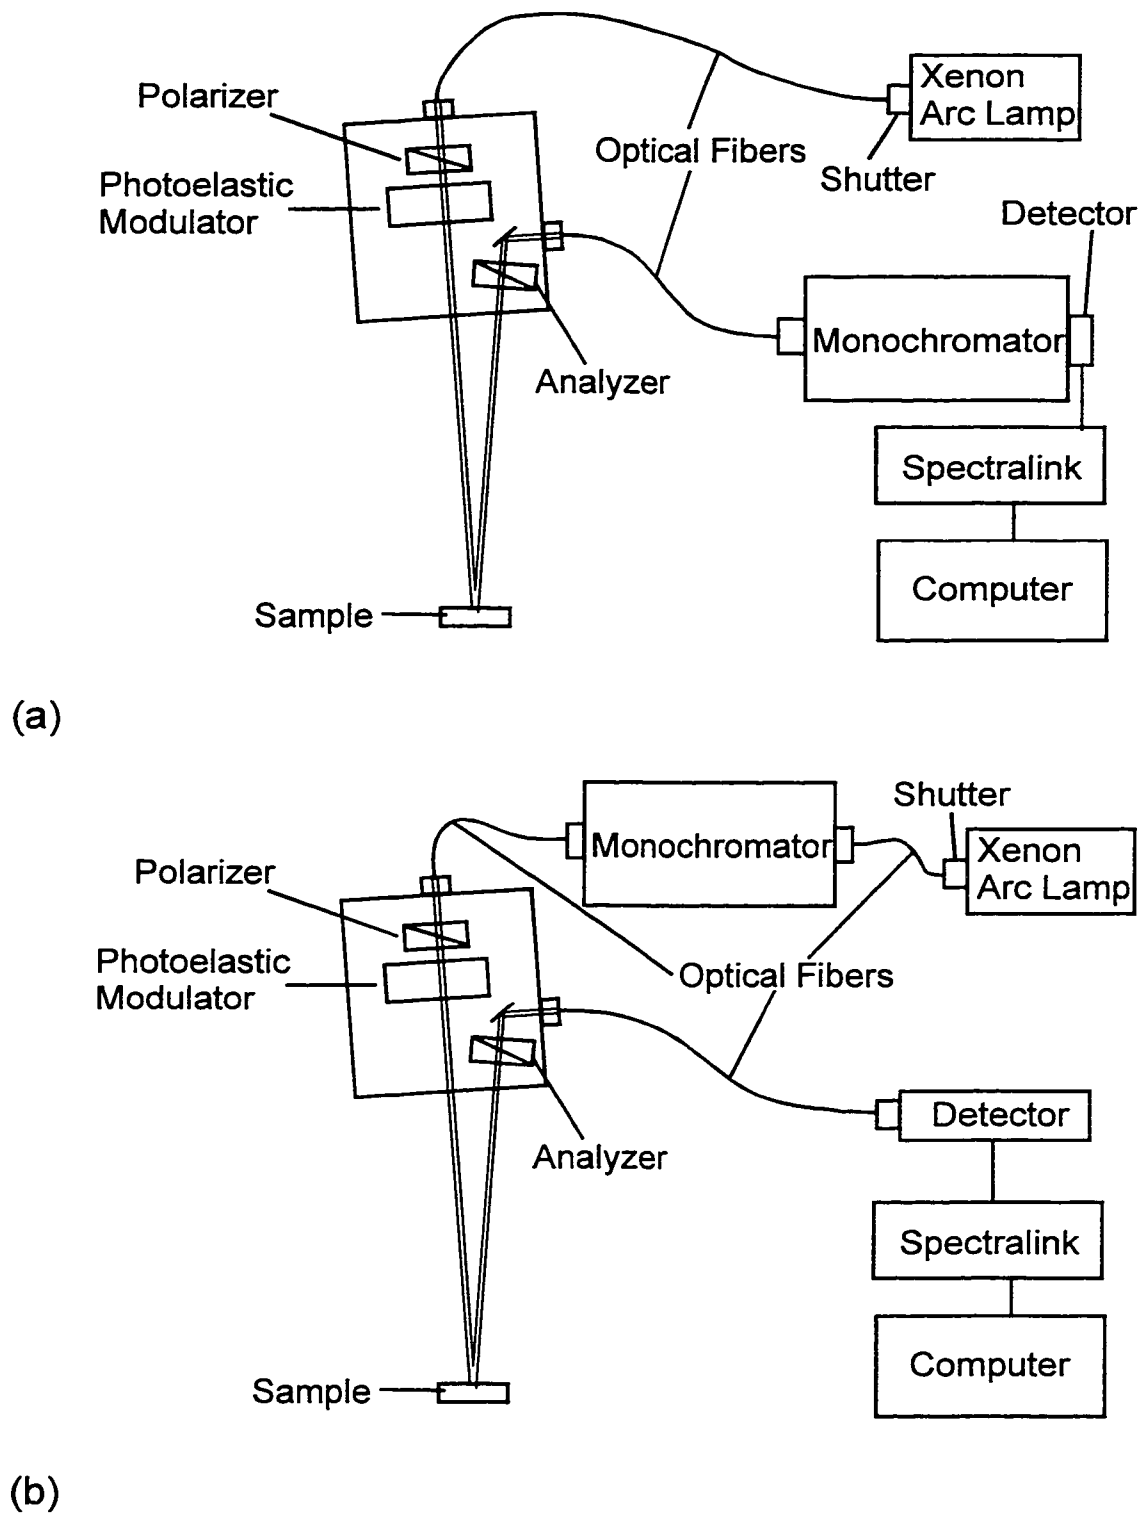 Xenon
Arc Lamp
Polarizer
Optical Fibers
Shutter
Photoelastic
Modulator
Detector
Monochromator
Analyzer
Spectralink
Computer
Sample
(a)
Shutter
Monochromator
Xenon
Arc Lamp
Polarizer
Photoelastic
Modulator
Optical Fibers
Detector
Analyzer
Spectralink
Computer
Sample
(b)